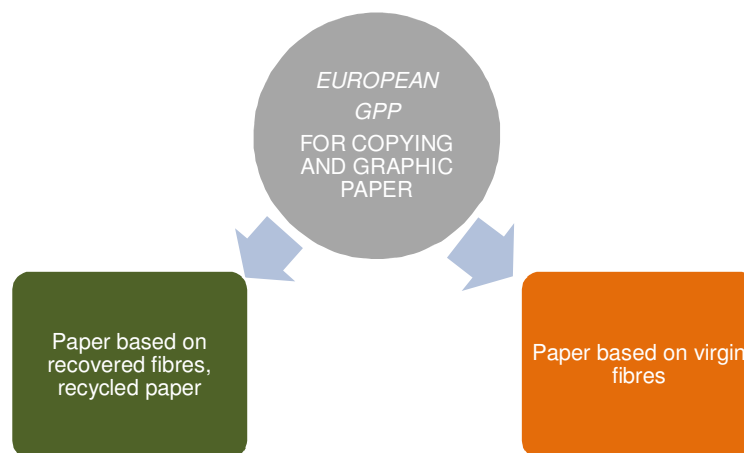 EUROPEAN
GPP
FOR COPYING
AND GRAPHIC
PAPER
Paper based on
recovered fibres,
recycled paper
Paper based on virgin
fibres